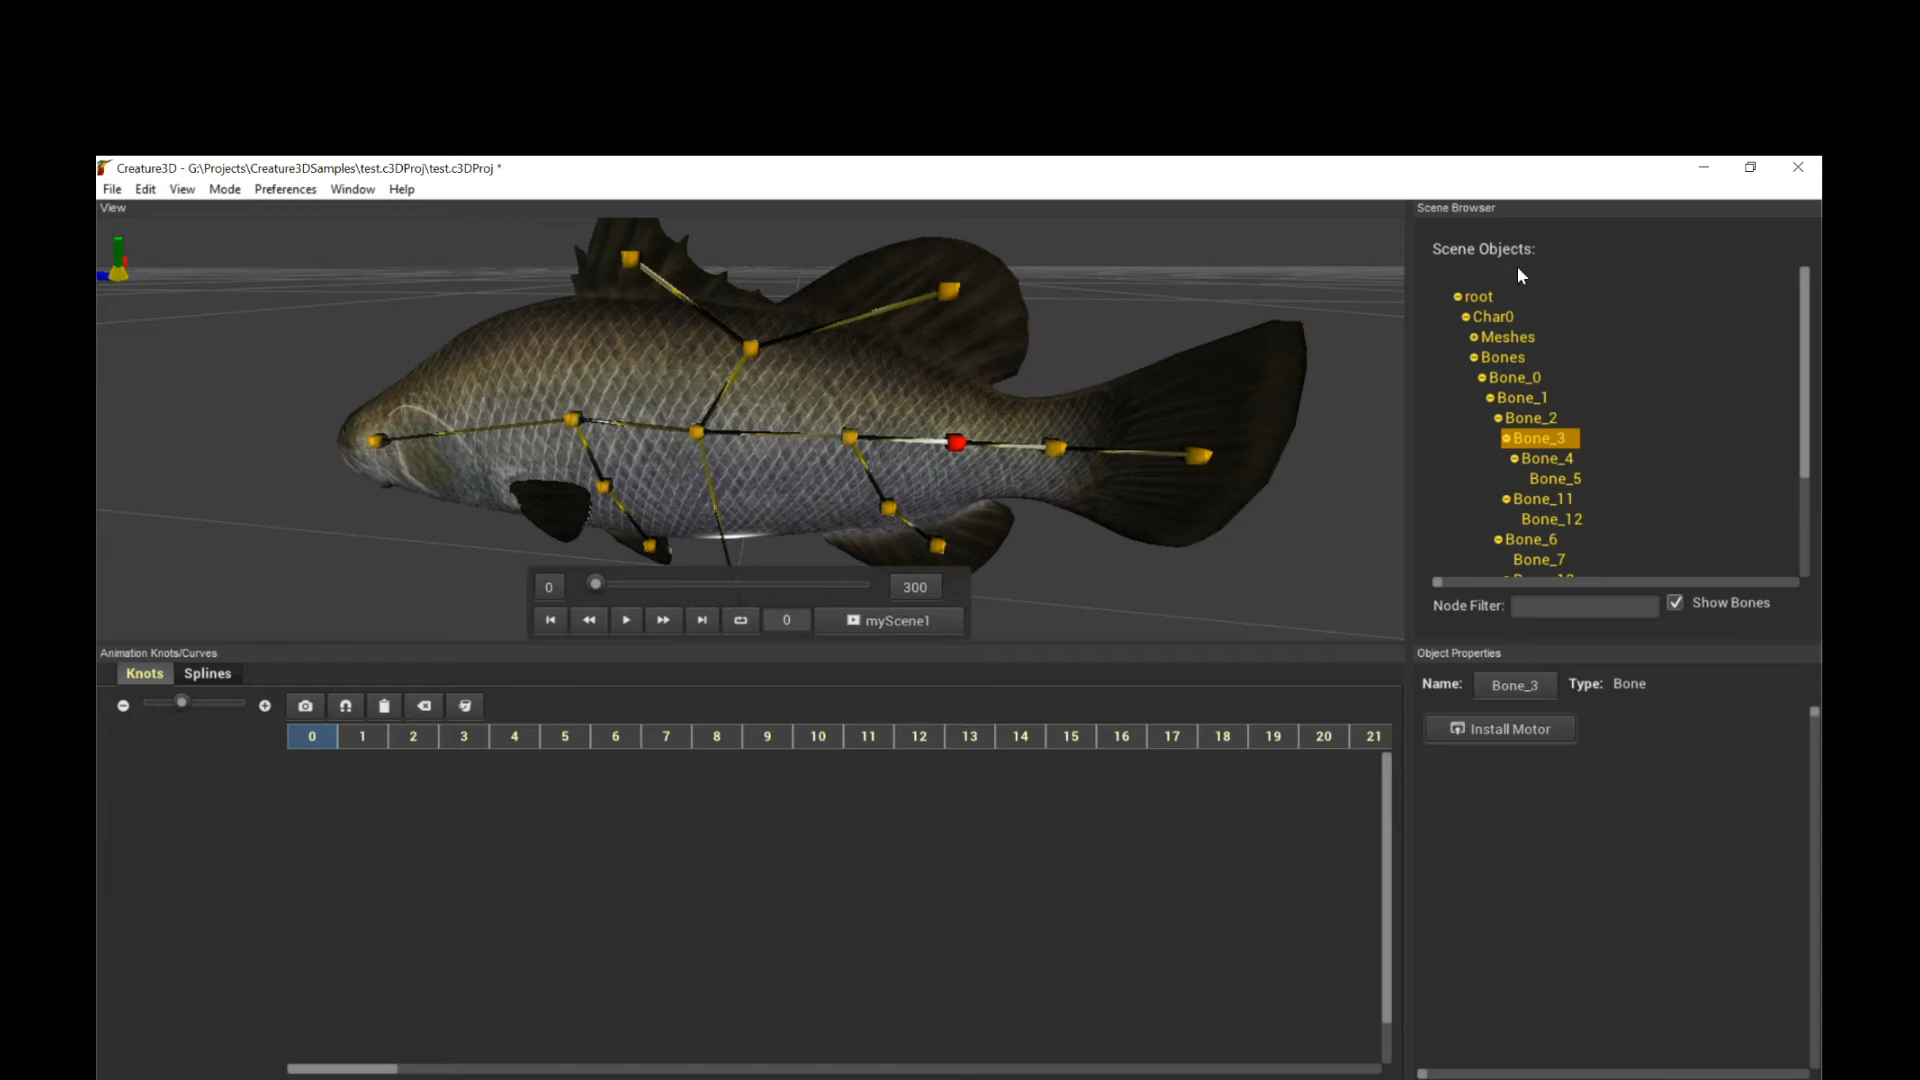 Creature3D - G:\Projects\Creature3DSamples\test.c3DProj\test.c3DProj *
File Edit View Mode Preferences Window Help
View
Scene Browser
Scene Objects:
root
Char0
Meshes
Bones
Bone_0
Bone_1
Bone_2
Bone_3
Bone_4
Bone_5
Bone_11
Bone_12
Bone_6
Bone_7
Node Filter: Show Bones
0 300
0 myScene1
Animation Knots/Curves
Knots Splines
0 1 2 3 4 5 6 7 8 9 10 11 12 13 14 15 16 17 18 19 20 21
Object Properties
Name: Bone_3 Type: Bone
Install Motor